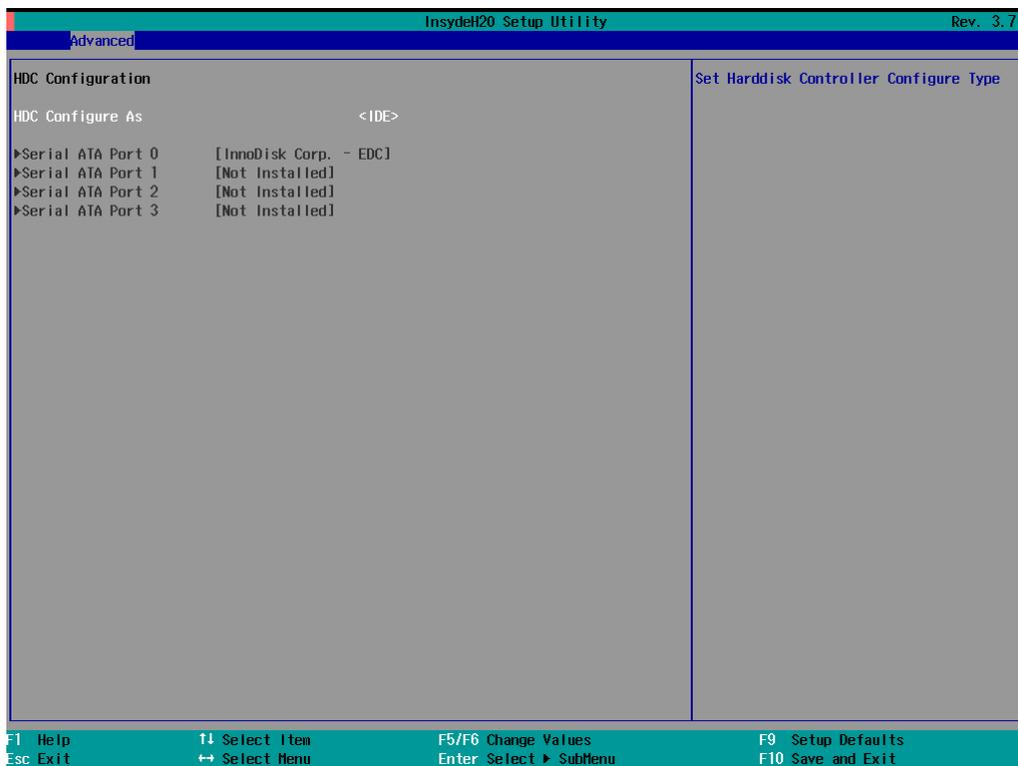 InsydeH20 Setup Utility Rev. 3.7
Advanced
HDC Configuration
HDC Configure As <IDE>
▶Serial ATA Port 0 [InnoDisk Corp. - EDC]
▶Serial ATA Port 1 [Not Installed]
▶Serial ATA Port 2 [Not Installed]
▶Serial ATA Port 3 [Not Installed]
Set Harddisk Controller Configure Type
F1 Help ↑↓ Select Item F5/F6 Change Values F9 Setup Defaults
Esc Exit ↔ Select Menu Enter Select ▶ SubMenu F10 Save and Exit